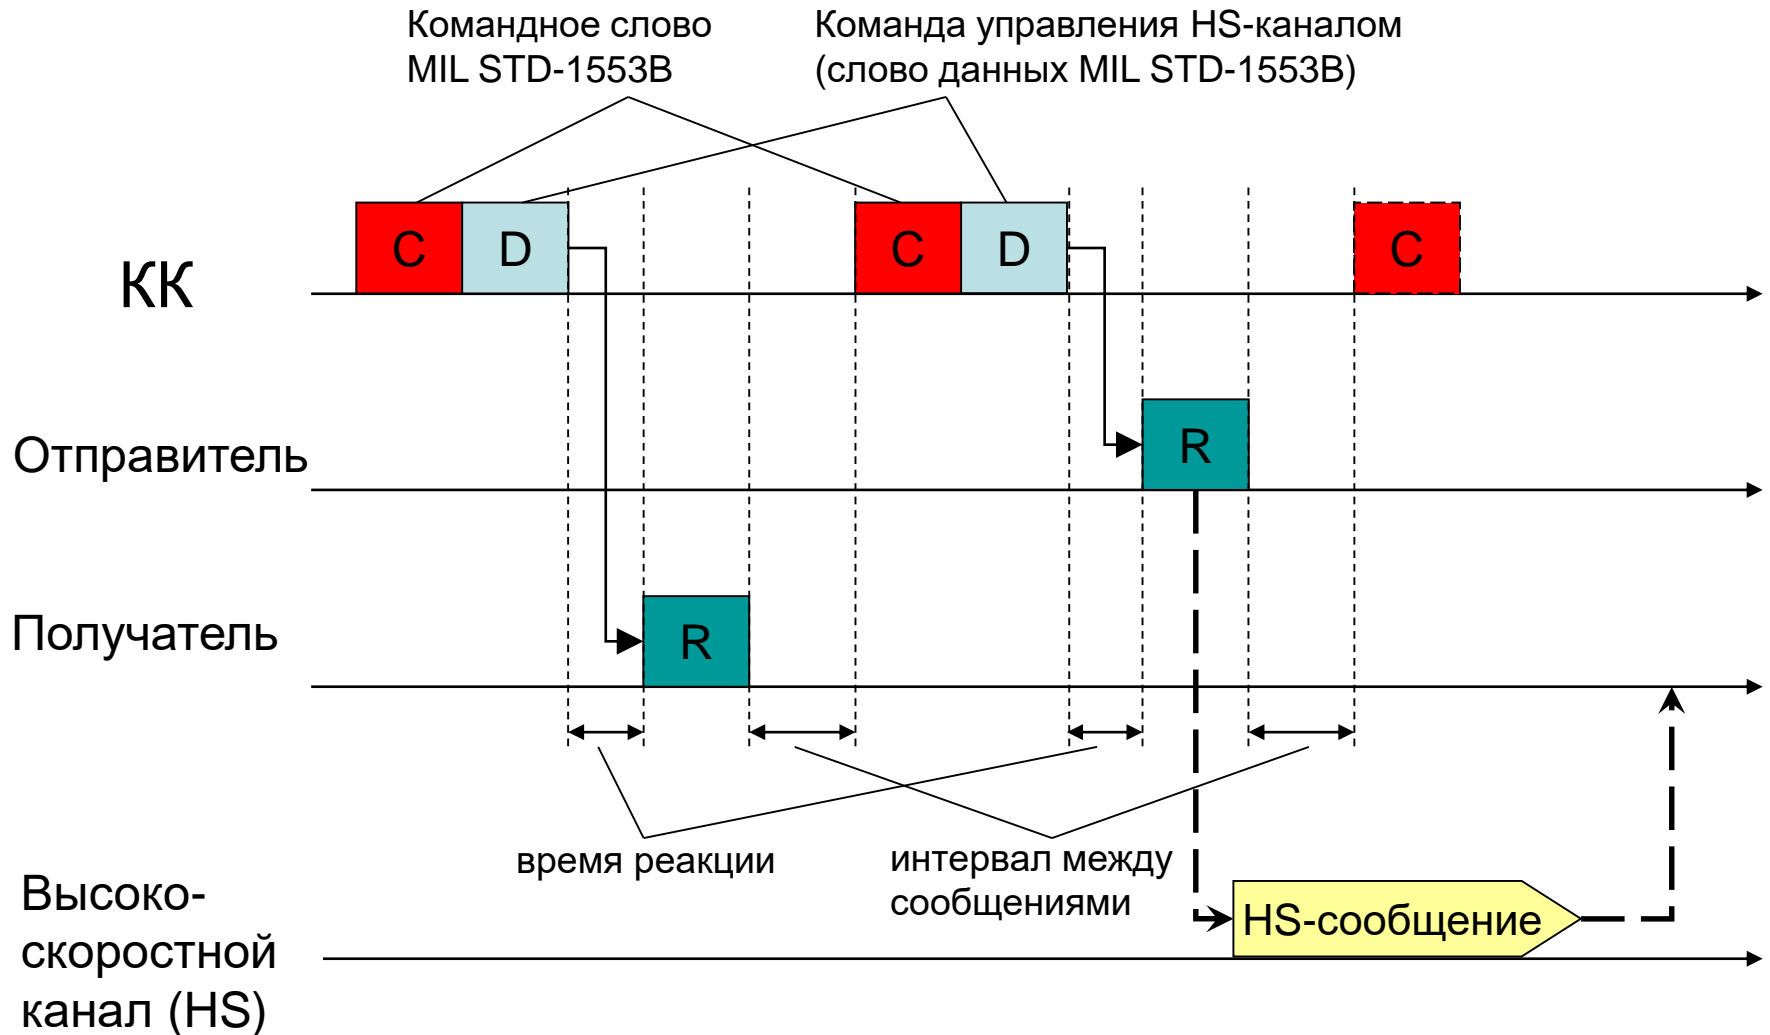 Командное слово
MIL STD-1553B
Команда управления HS-каналом
(слово данных MIL STD-1553B)
КК
C
D
C
D
C
Отправитель
R
Получатель
R
время реакции
интервал между
сообщениями
Высоко-
скоростной
канал (HS)
HS-сообщение